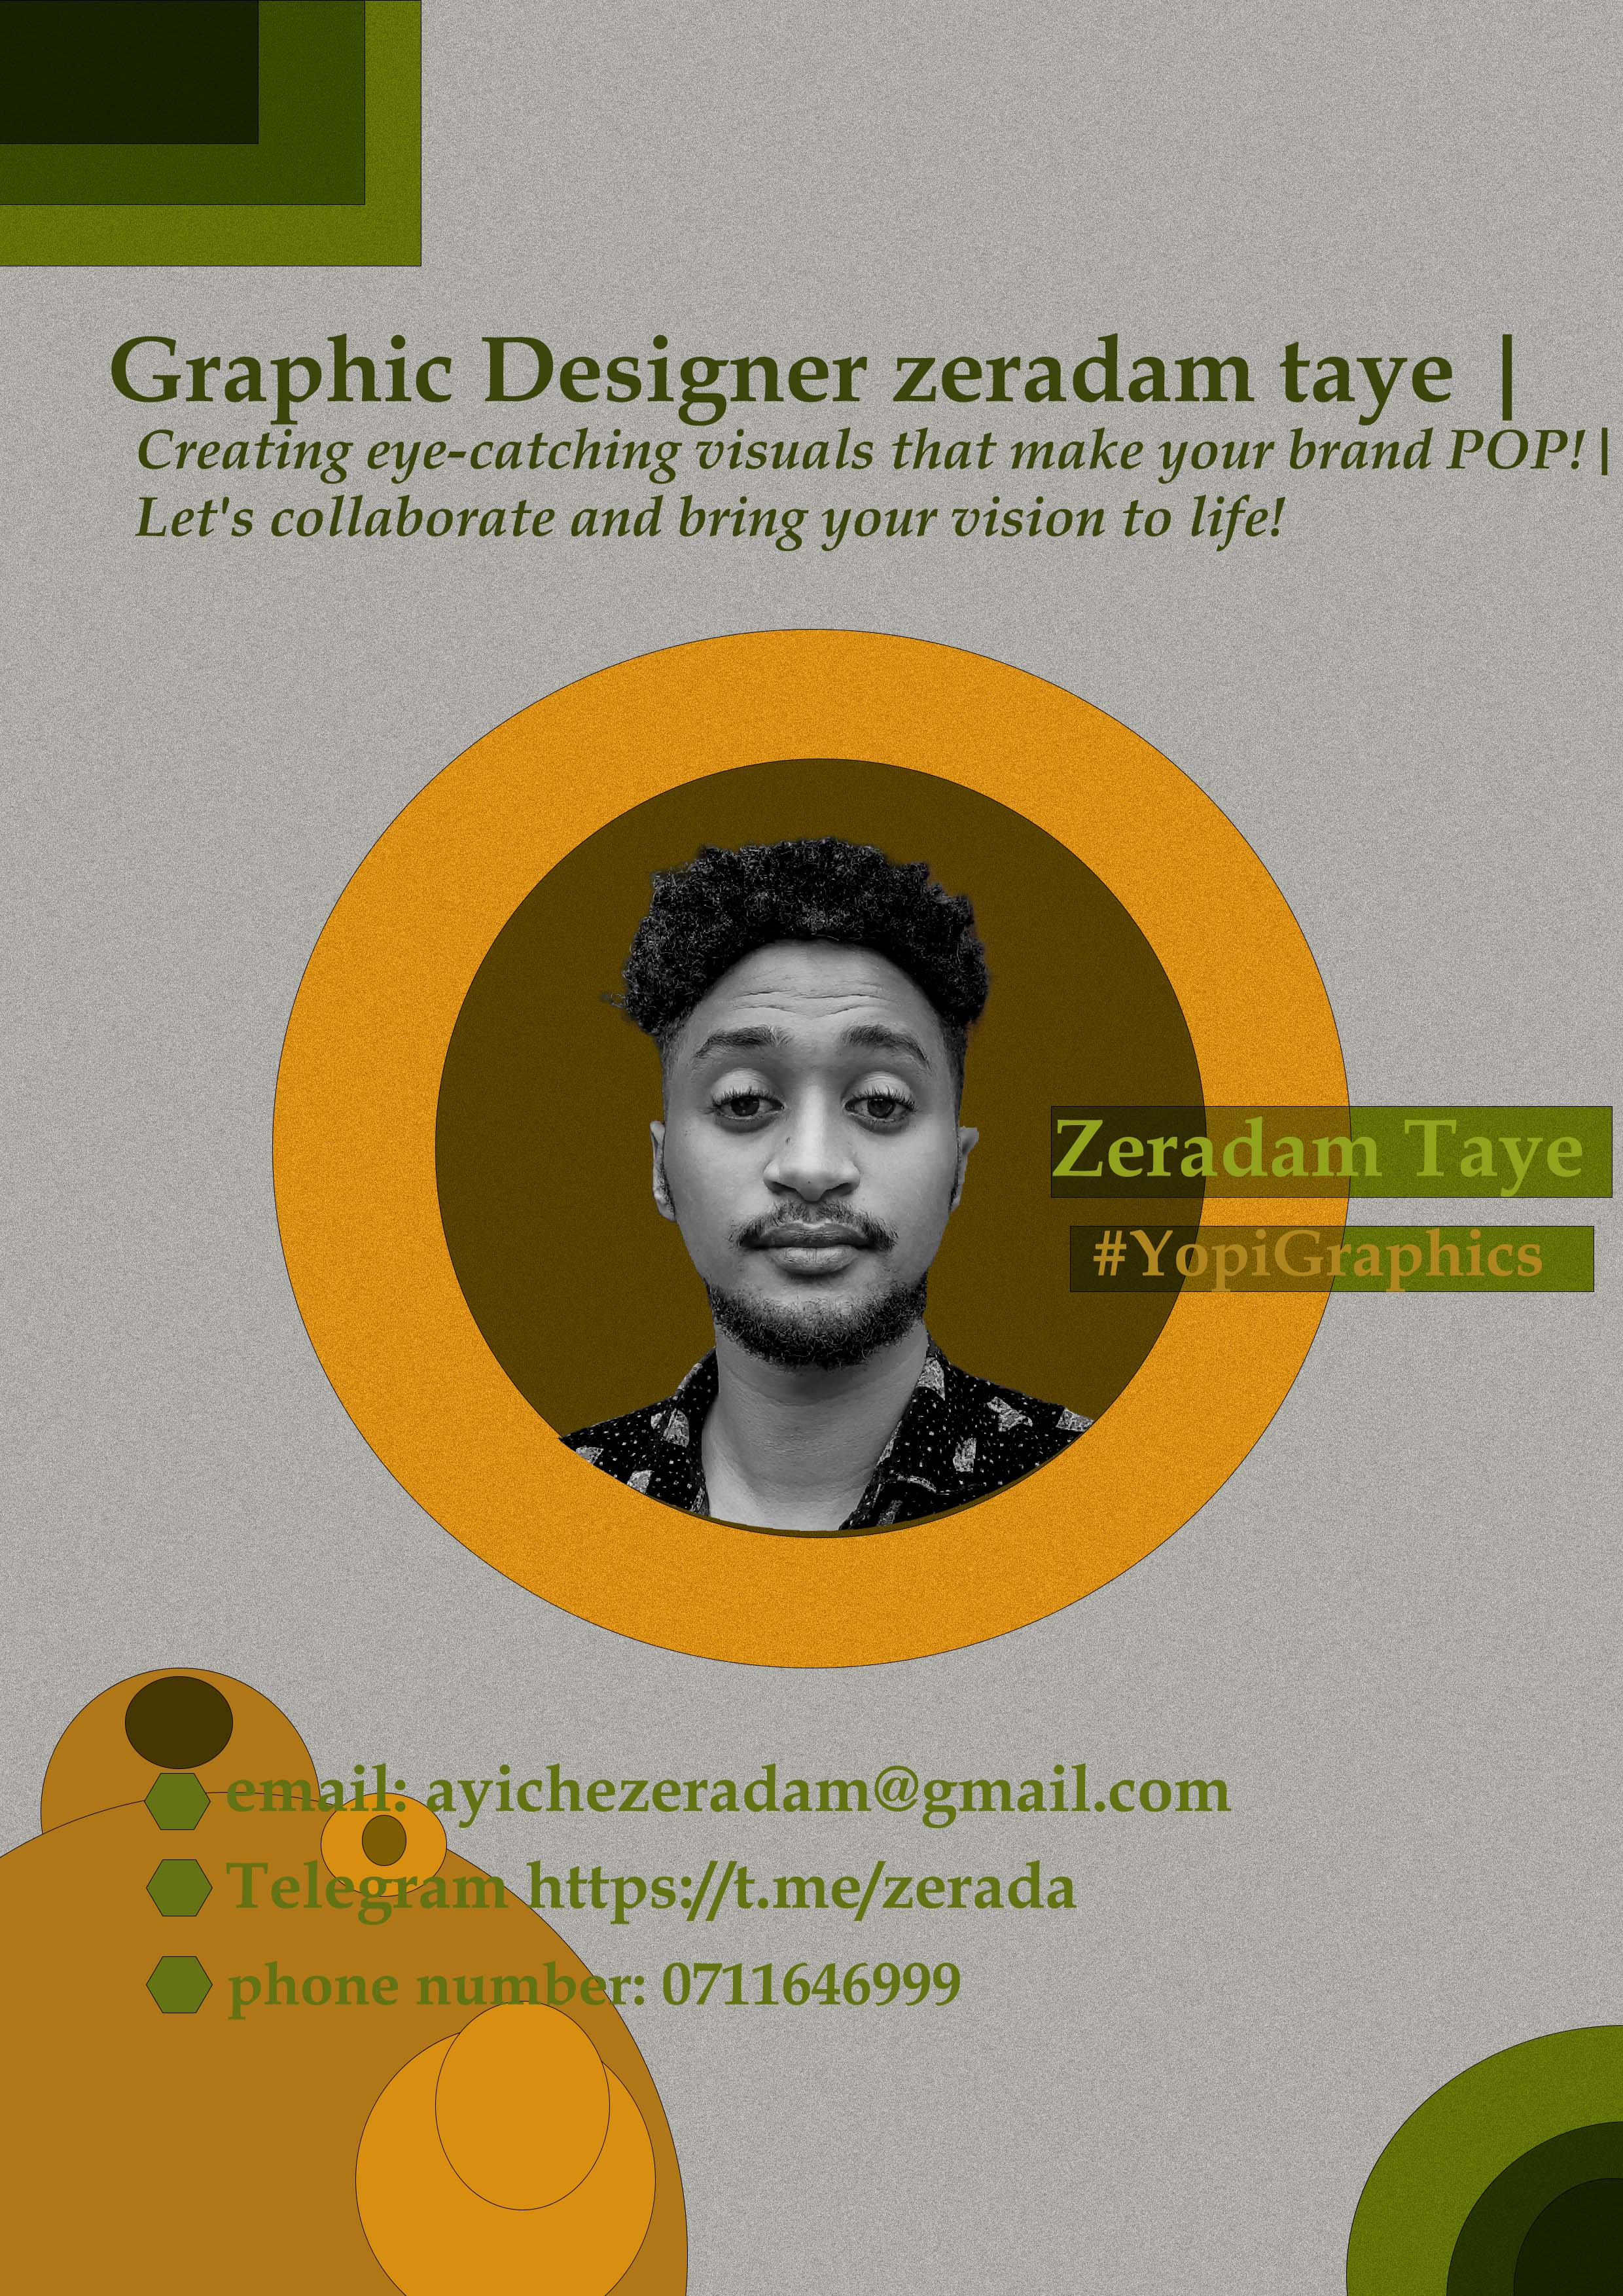 Graphic Designer zeradam taye |
Creating eye-catching visuals that make your brand POP! |
Let's collaborate and bring your vision to life!
Zeradam Taye
#YopiGraphics
email: ayichezeradam@gmail.com
Telegram https://t.me/zerada
phone number: 0711646999